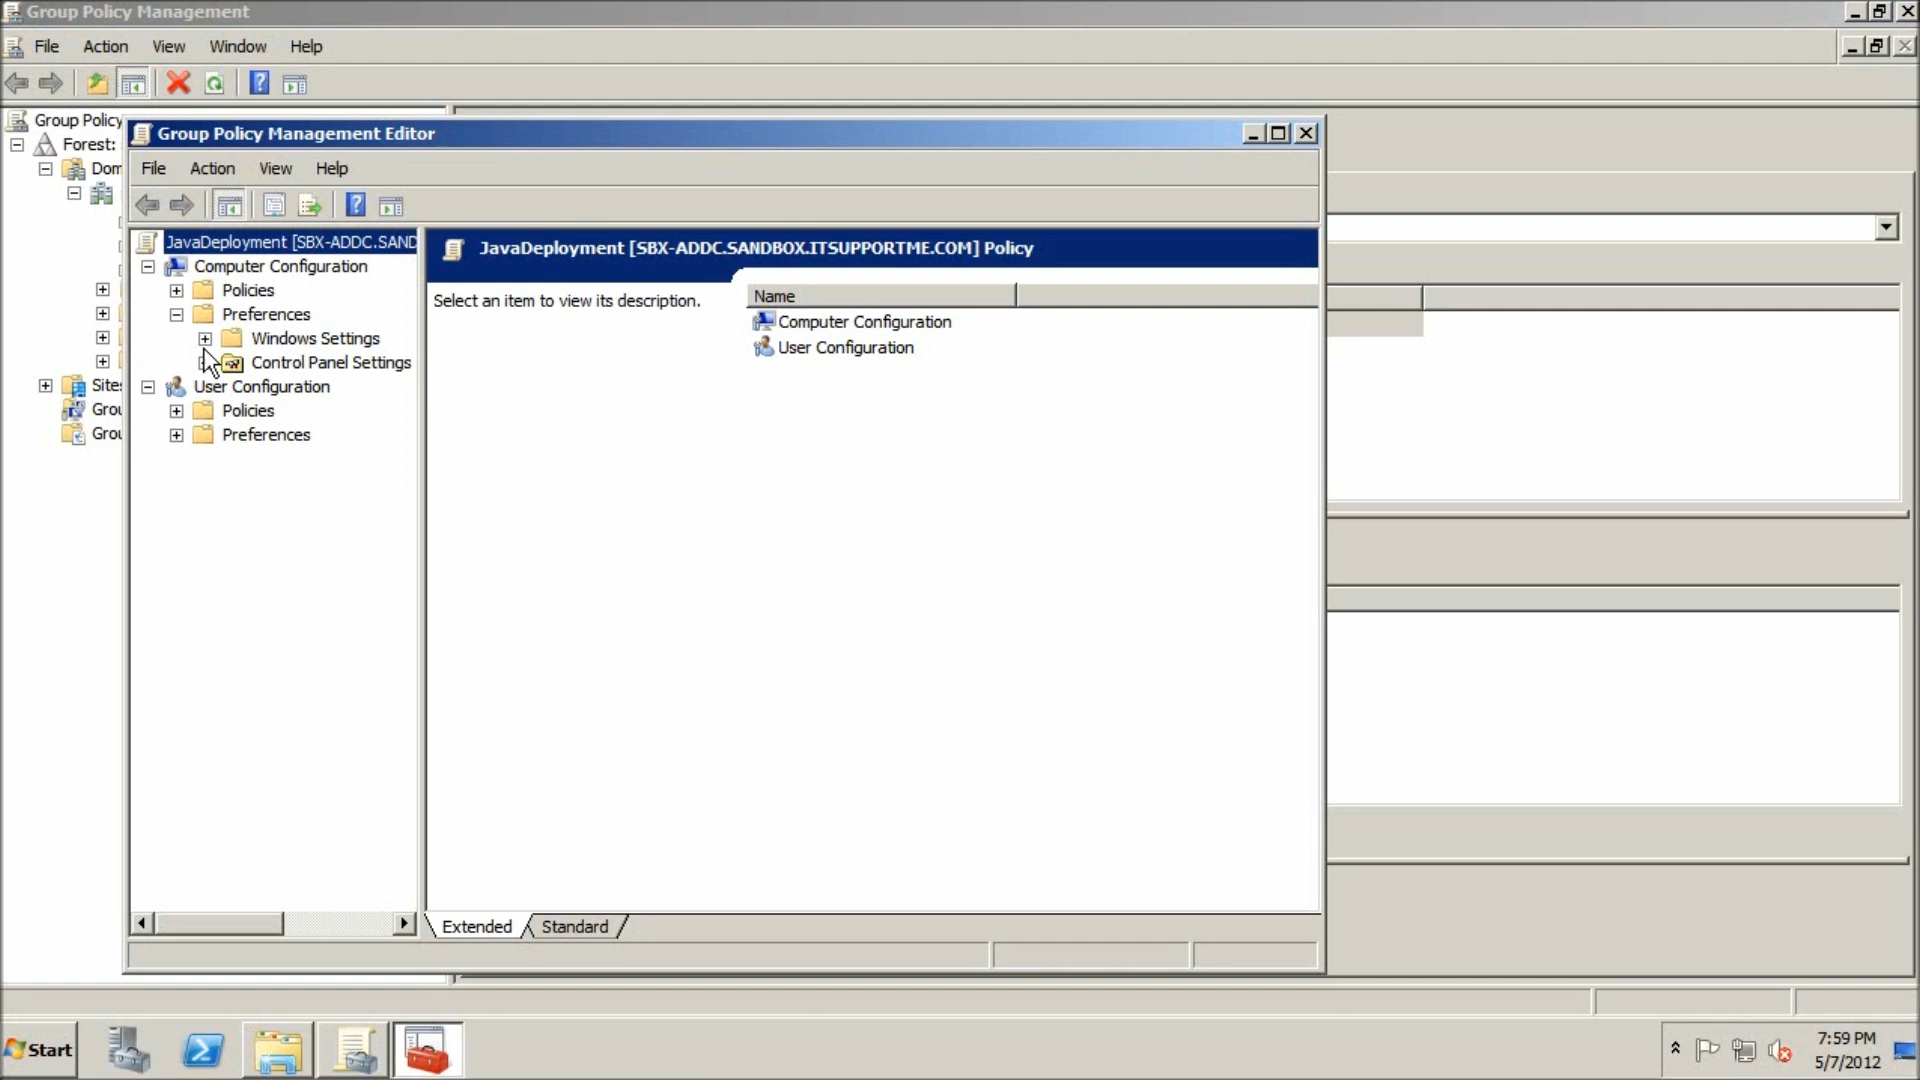 Group Policy Management
File Action View Window Help
Group Policy
Forest:
Dom
Sites
Grou
Grou
Group Policy Management Editor
File Action View Help
JavaDeployment [SBX-ADDC.SAND
Computer Configuration
Policies
Preferences
Windows Settings
Control Panel Settings
User Configuration
Policies
Preferences
JavaDeployment [SBX-ADDC.SANDBOX.ITSUPPORTME.COM] Policy
Select an item to view its description.
Name
Computer Configuration
User Configuration
Extended Standard
Start
7:59 PM
5/7/2012